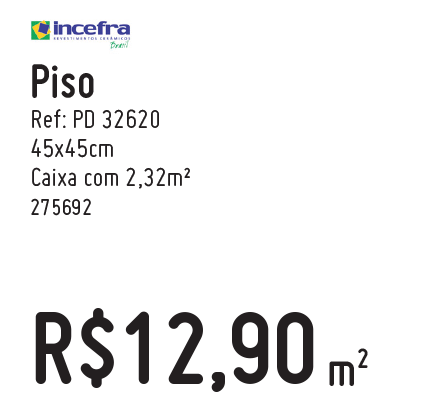 incefra
REVESTIMENTOS CERÂMICOS
Brasil
Piso
Ref: PD 32620
45x45cm
Caixa com 2,32m²
275692
R$12,90 m²